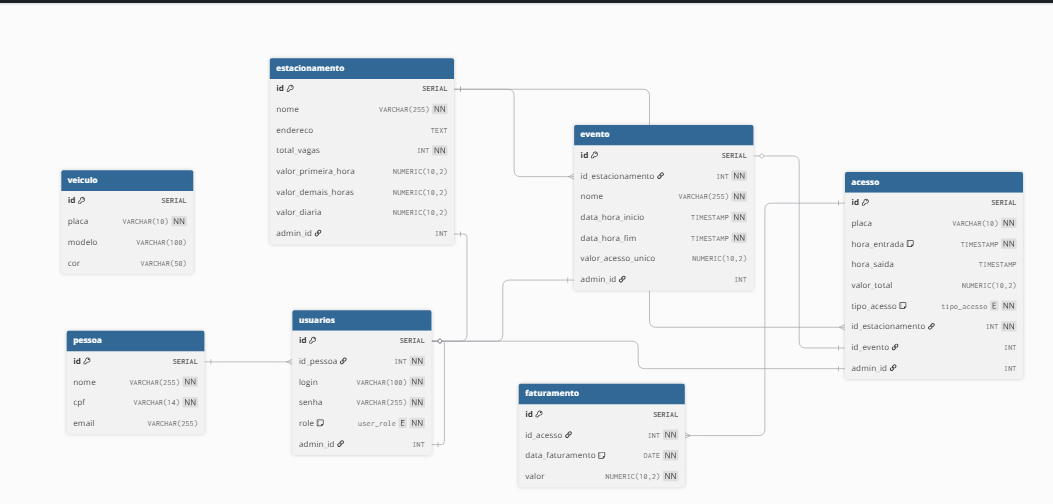 estacionamento
id SERIAL
nome VARCHAR(255) NN
endereco TEXT
total_vagas INT NN
valor_primeira_hora NUMERIC(10,2)
valor_demais_horas NUMERIC(10,2)
valor_diaria NUMERIC(10,2)
admin_id INT
evento
id SERIAL
id_estacionamento INT NN
nome VARCHAR(255) NN
data_hora_inicio TIMESTAMP NN
data_hora_fim TIMESTAMP NN
valor_acesso_unico NUMERIC(10,2)
admin_id INT
veiculo
id SERIAL
placa VARCHAR(10) NN
modelo VARCHAR(100)
cor VARCHAR(50)
acesso
id SERIAL
placa VARCHAR(10) NN
hora_entrada TIMESTAMP NN
hora_saida TIMESTAMP
valor_total NUMERIC(10,2)
tipo_acesso tipo_acesso E NN
id_estacionamento INT NN
id_evento INT
admin_id INT
usuarios
id SERIAL
id_pessoa INT NN
login VARCHAR(100) NN
senha VARCHAR(255) NN
role user_role E NN
admin_id INT
pessoa
id SERIAL
nome VARCHAR(255) NN
cpf VARCHAR(14) NN
email VARCHAR(255)
faturamento
id SERIAL
id_acesso INT NN
data_faturamento DATE NN
valor NUMERIC(10,2) NN